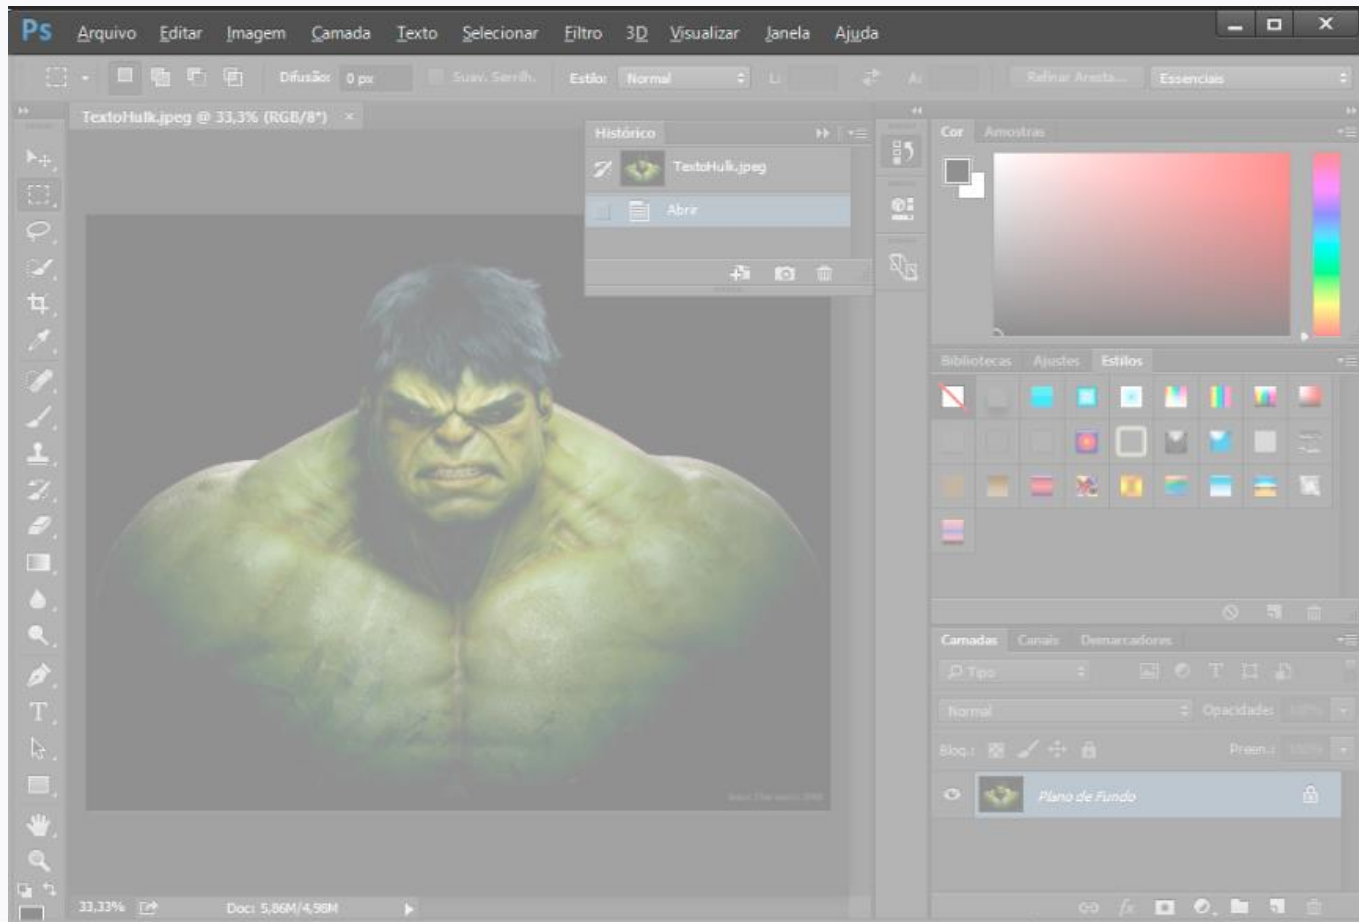 Ps Arquivo Editar Imagem Camada Texto Selecionar Filtro 3D Visualizar Janela Ajuda
Difusão: 0 px Suav. Serrilh. Estilo: Normal L: A: Refinar Aresta... Essenciais
TextoHulk.jpeg @ 33,3% (RGB/8*) ×
Histórico
TextoHulk.jpeg
Abrir
Cor Amostras
Bibliotecas Ajustes Estilos
Camadas Canais Demarcadores
Tipo
Normal Opacidade: 100%
Bloq.: Preen.: 100%
Plano de Fundo
33,33% Doc: 5,86M/4,98M